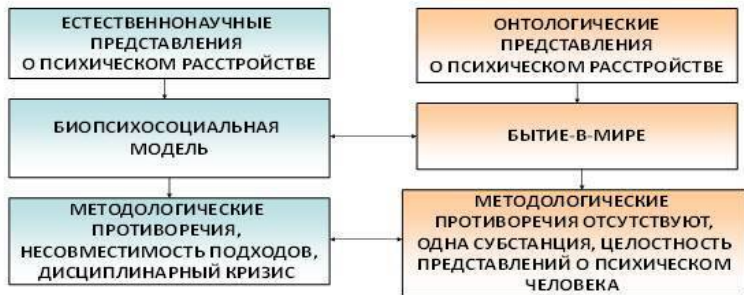 ЕСТЕСТВЕННОНАУЧНЫЕ
ПРЕДСТАВЛЕНИЯ
О ПСИХИЧЕСКОМ РАССТРОЙСТВЕ
БИОПСИХОСОЦИАЛЬНАЯ
МОДЕЛЬ
МЕТОДОЛОГИЧЕСКИЕ
ПРОТИВОРЕЧИЯ,
НЕСОВМЕСТИМОСТЬ ПОДХОДОВ,
ДИСЦИПЛИНАРНЫЙ КРИЗИС
ОНТОЛОГИЧЕСКИЕ
ПРЕДСТАВЛЕНИЯ
О ПСИХИЧЕСКОМ РАССТРОЙСТВЕ
БЫТИЕ-В-МИРЕ
МЕТОДОЛОГИЧЕСКИЕ
ПРОТИВОРЕЧИЯ ОТСУТСТВУЮТ,
ОДНА СУБСТАНЦИЯ, ЦЕЛОСТНОСТЬ
ПРЕДСТАВЛЕНИЙ О ПСИХИЧЕСКОМ
ЧЕЛОВЕКА